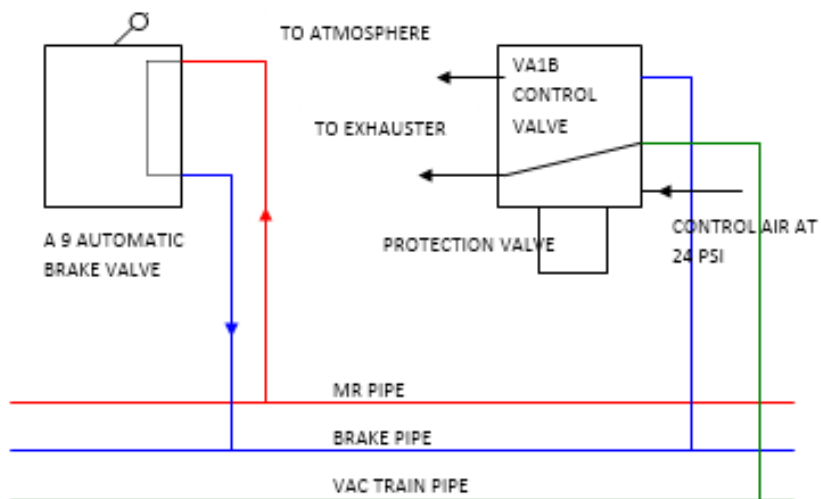 TO ATMOSPHERE
VA1B
CONTROL
VALVE
TO EXHAUSTER
A 9 AUTOMATIC
BRAKE VALVE
PROTECTION VALVE
CONTROL AIR AT
24 PSI
MR PIPE
BRAKE PIPE
VAC TRAIN PIPE